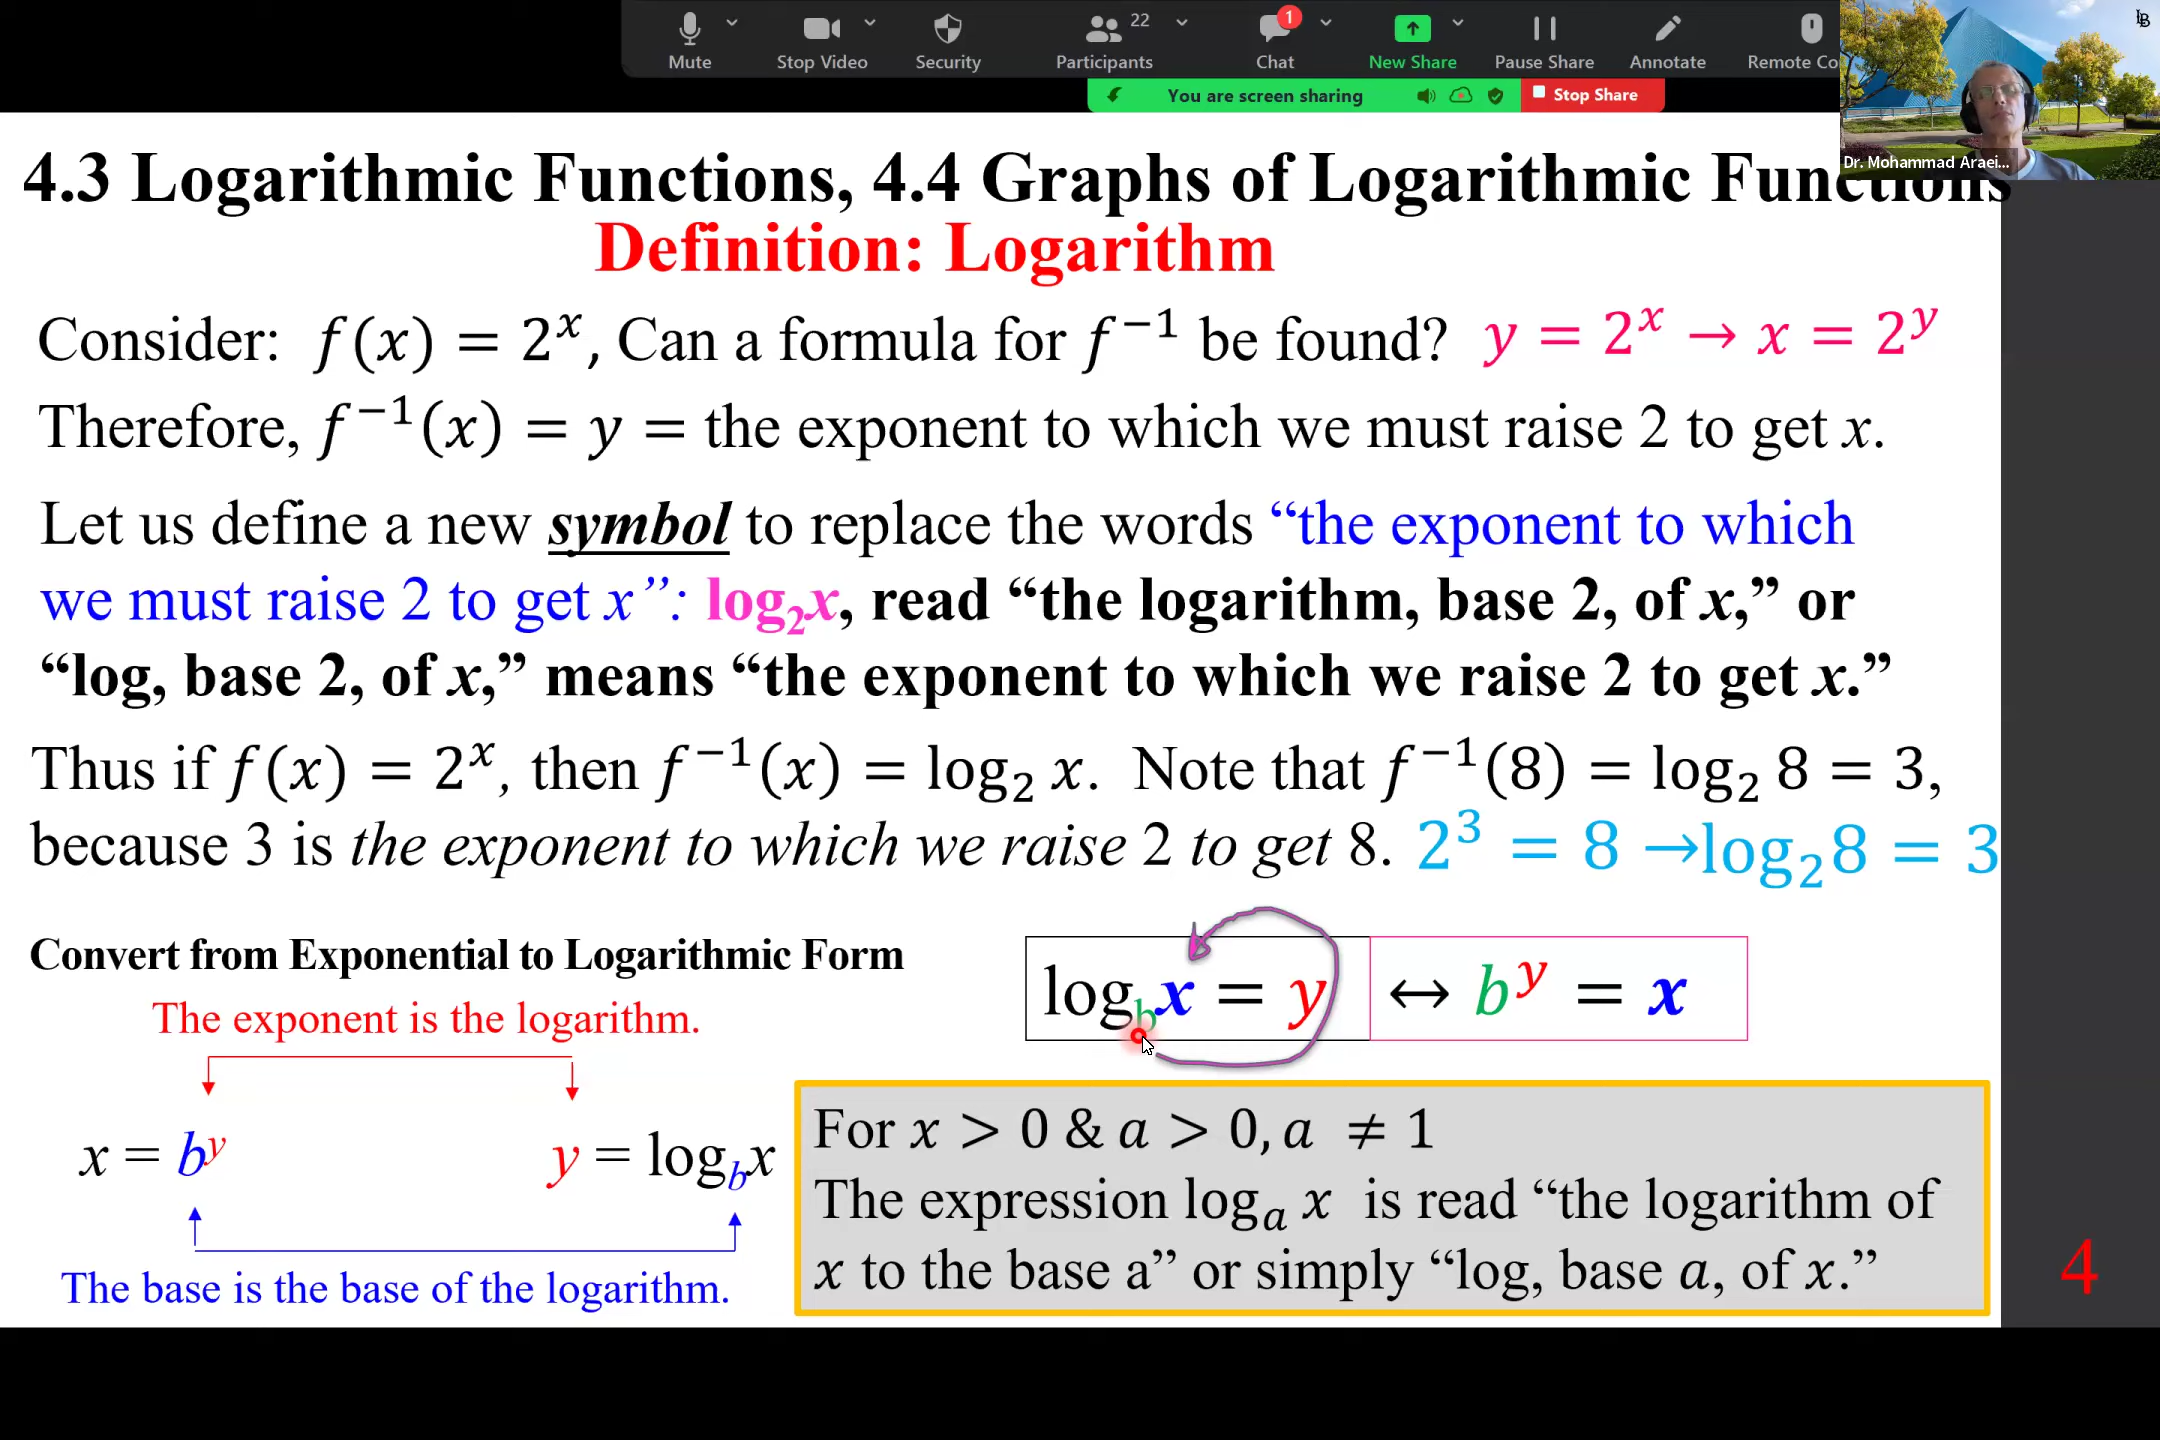 22
1
Mute
Stop Video
Security
Participants
Chat
New Share
Pause Share
Annotate
Remote Co
You are screen sharing
Stop Share
LB
Dr. Mohammad Araei...
4.3 Logarithmic Functions, 4.4 Graphs of Logarithmic Functions
Definition: Logarithm
Consider: f(x) = 2ˣ, Can a formula for f⁻¹ be found? y = 2ˣ → x = 2ʸ
Therefore, f⁻¹(x) = y = the exponent to which we must raise 2 to get x.
Let us define a new symbol to replace the words “the exponent to which
we must raise 2 to get x”: log₂x, read “the logarithm, base 2, of x,” or
“log, base 2, of x,” means “the exponent to which we raise 2 to get x.”
Thus if f(x) = 2ˣ, then f⁻¹(x) = log₂ x. Note that f⁻¹(8) = log₂ 8 = 3,
because 3 is the exponent to which we raise 2 to get 8. 2³ = 8 →log₂8 = 3
Convert from Exponential to Logarithmic Form
The exponent is the logarithm.
x = bʸ y = log_b x
The base is the base of the logarithm.
log_b x = y ↔ bʸ = x
For x > 0 & a > 0, a ≠ 1
The expression logₐ x is read “the logarithm of
x to the base a” or simply “log, base a, of x.”
4